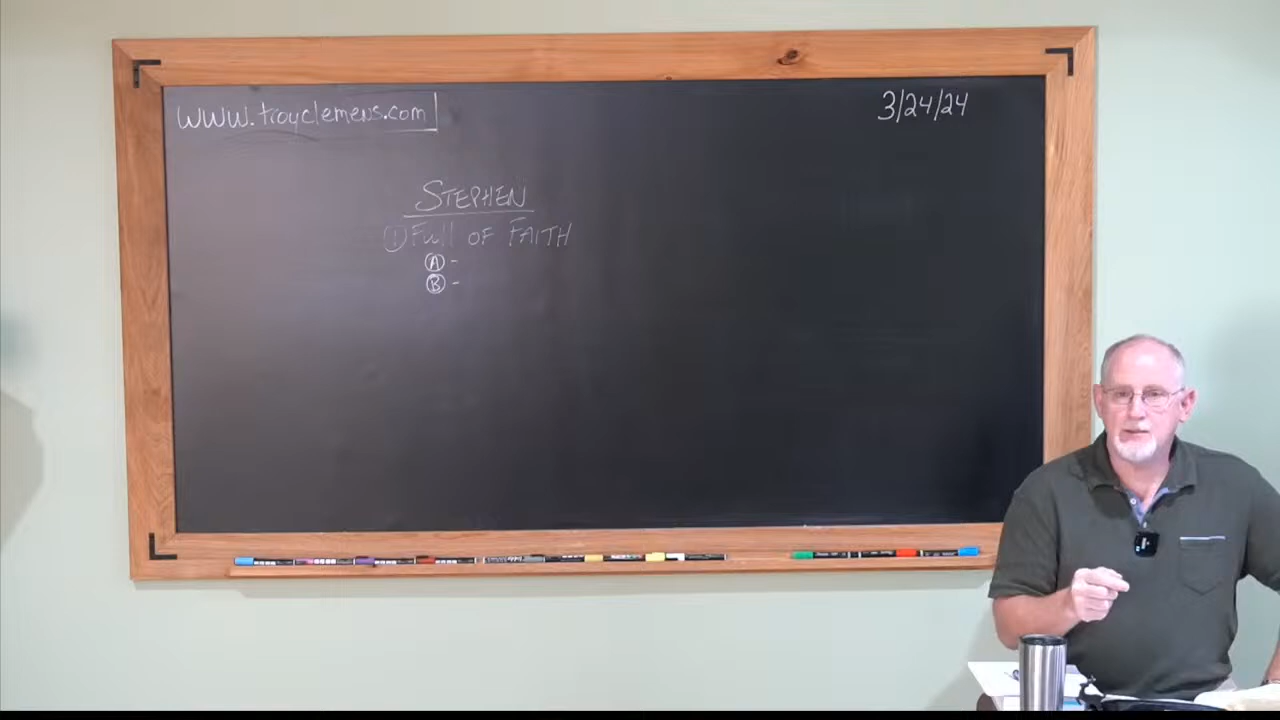 www.troyclemens.com
3/24/24
STEPHEN
① Full OF FAITH
Ⓐ -
Ⓑ -